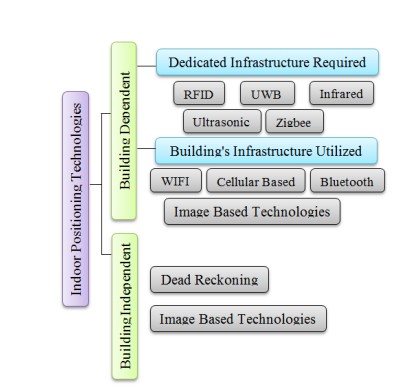 Indoor Positioning Technologies
Building Dependent
Dedicated Infrastructure Required
RFID
UWB
Infrared
Ultrasonic
Zigbee
Building's Infrastructure Utilized
WIFI
Cellular Based
Bluetooth
Image Based Technologies
Building Independent
Dead Reckoning
Image Based Technologies